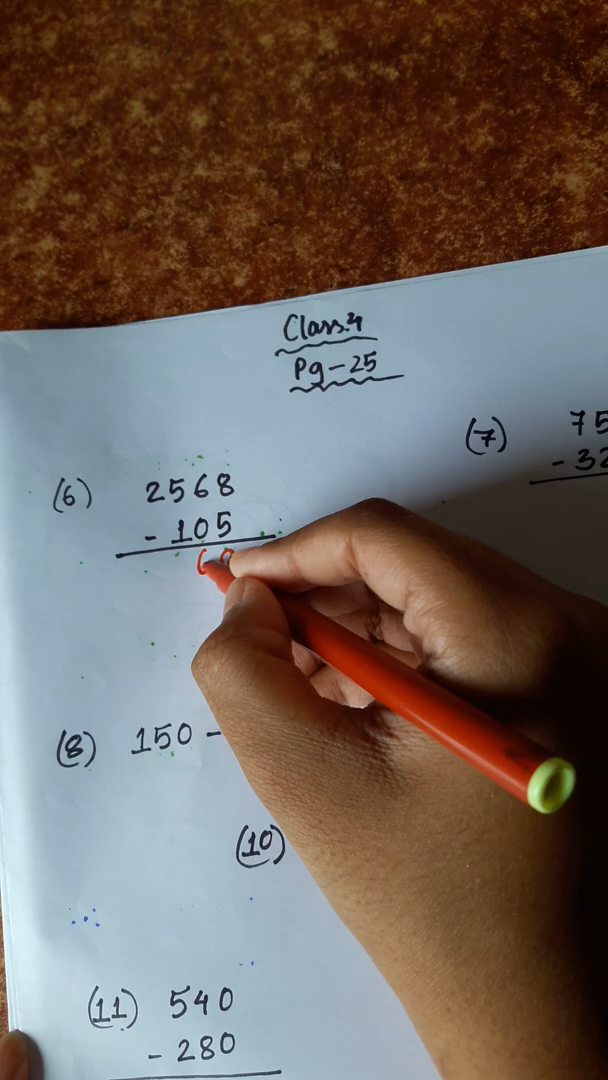 Class:4
Pg-25
(6) 2568
- 105
(7) 75
- 32
(8) 150 -
(10)
(11) 540
- 280